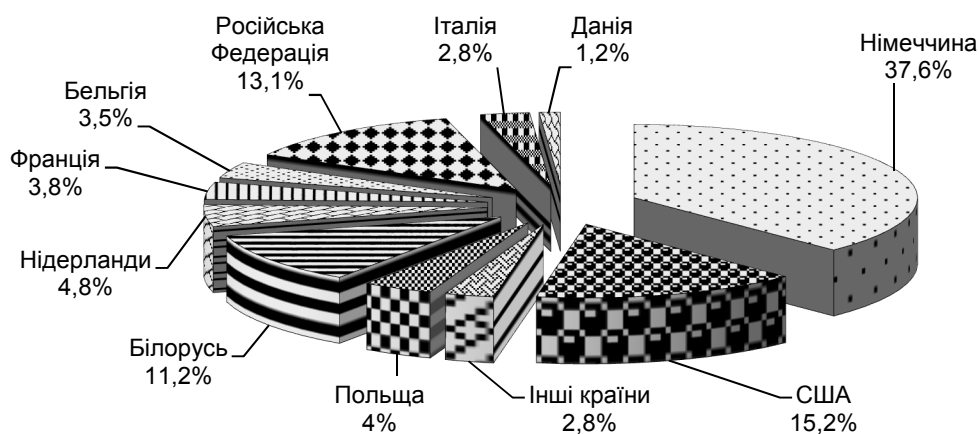 Російська
Федерація
13,1%
Італія
2,8%
Данія
1,2%
Німеччина
37,6%
Бельгія
3,5%
Франція
3,8%
Нідерланди
4,8%
Білорусь
11,2%
Польща
4%
Інші країни
2,8%
США
15,2%